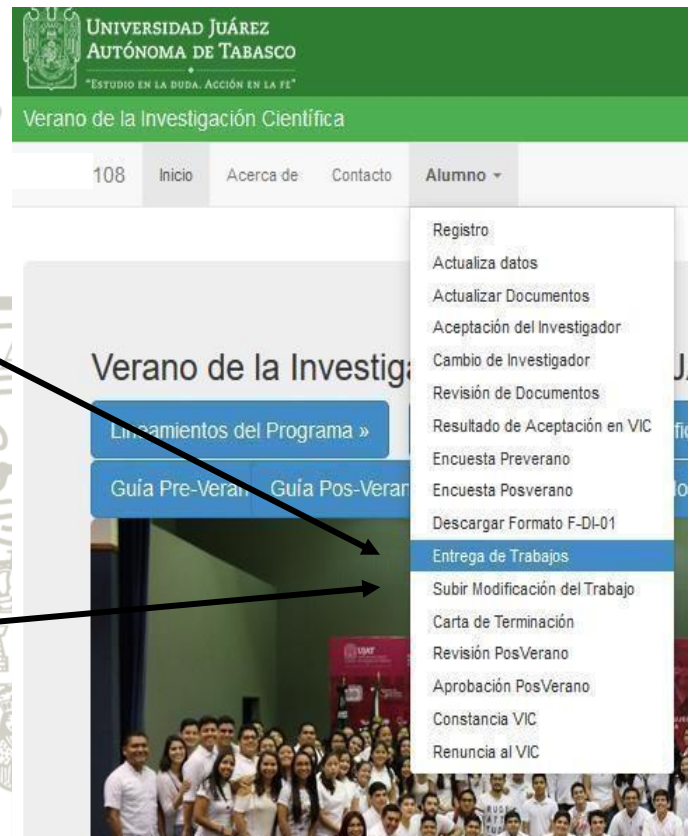 UNIVERSIDAD JUÁREZ
AUTÓNOMA DE TABASCO
"ESTUDIO EN LA DUDA. ACCIÓN EN LA FE"
Verano de la Investigación Científica
108 Inicio Acerca de Contacto Alumno
Registro
Actualiza datos
Actualizar Documentos
Aceptación del Investigador
Cambio de Investigador
Revisión de Documentos
Resultado de Aceptación en VIC
Encuesta Preverano
Encuesta Posverano
Descargar Formato F-DI-01
Entrega de Trabajos
Subir Modificación del Trabajo
Carta de Terminación
Revisión PosVerano
Aprobación PosVerano
Constancia VIC
Renuncia al VIC
Verano de la Investig
Lineamientos del Programa »
Guía Pre-Veran Guía Pos-Veran
UJAT